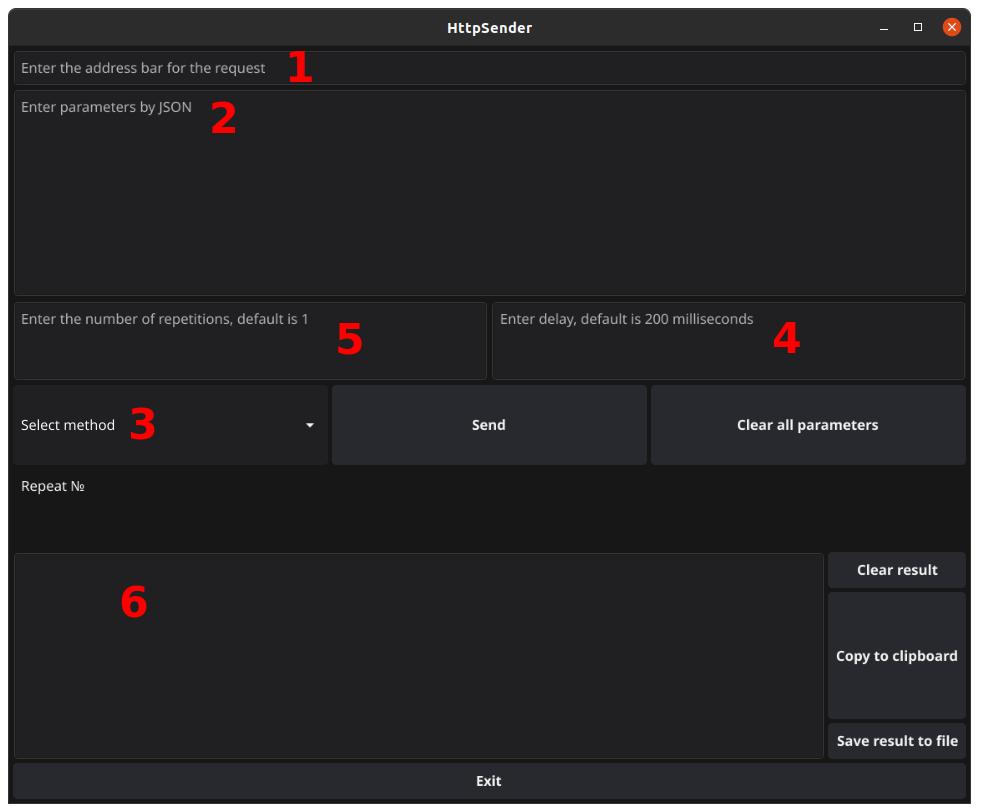 HttpSender
Enter the address bar for the request 1
Enter parameters by JSON 2
Enter the number of repetitions, default is 1 5
Enter delay, default is 200 milliseconds 4
Select method 3
Send
Clear all parameters
Repeat №
6
Clear result
Copy to clipboard
Save result to file
Exit